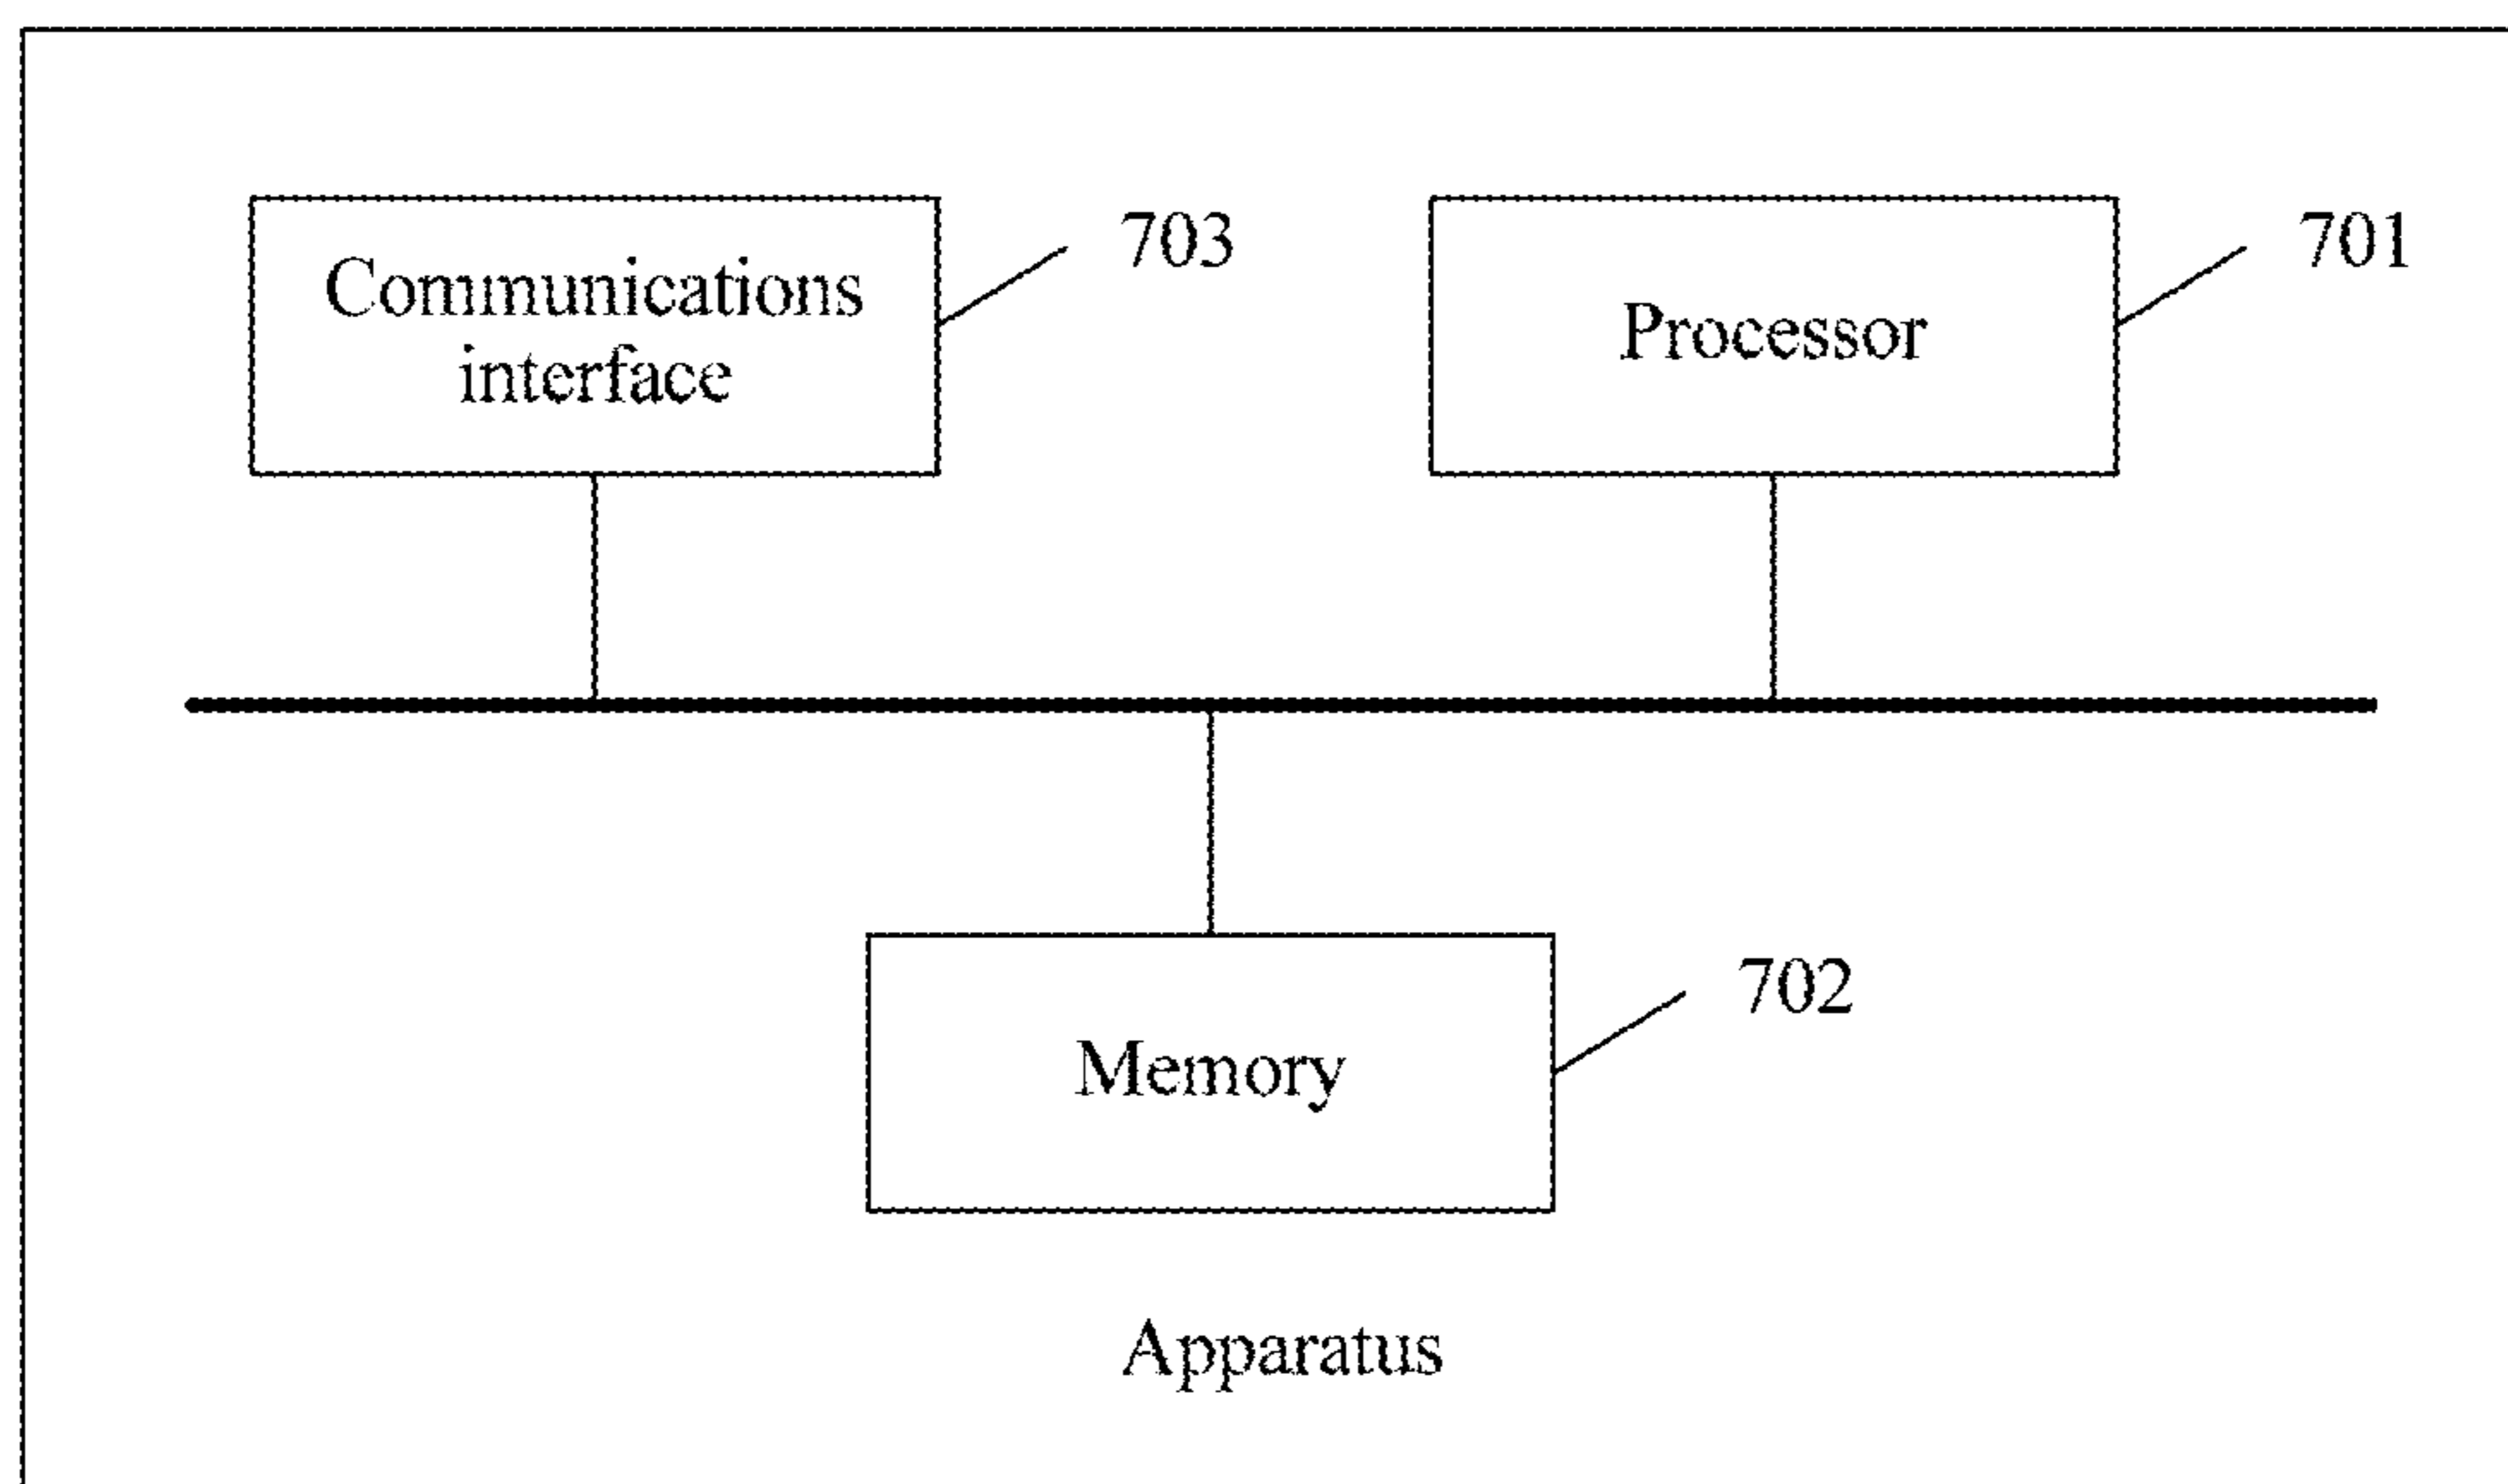 Communications
interface
703
Processor
701
Memory
702
Apparatus